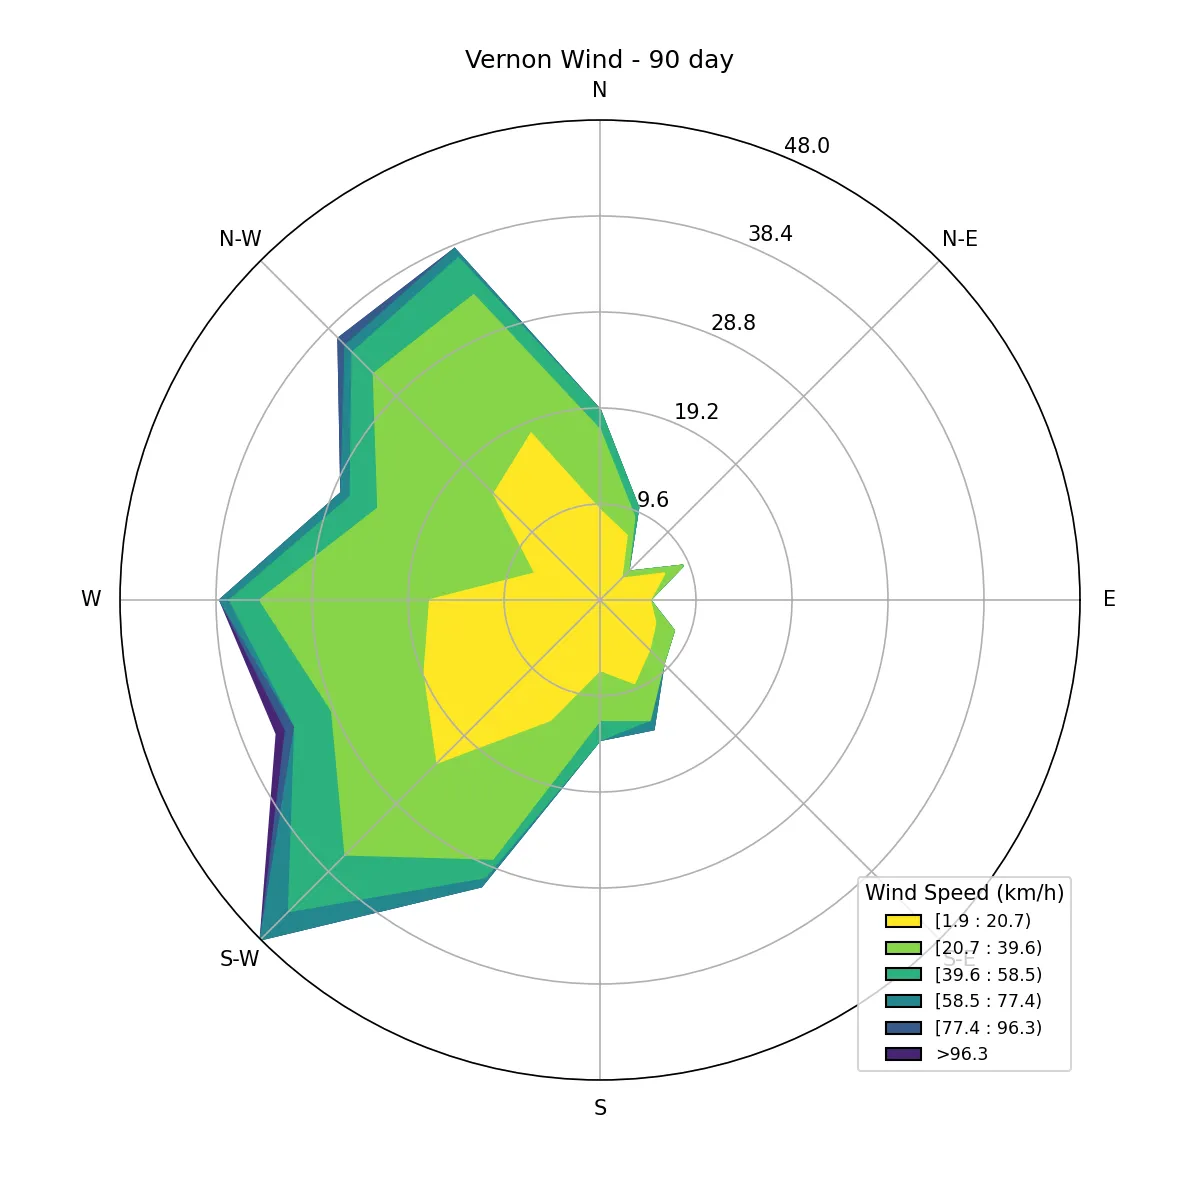 Vernon Wind - 90 day
N
48.0
N-W
38.4
N-E
28.8
19.2
9.6
W
E
S-W
S-E
S
Wind Speed (km/h)
[1.9 : 20.7)
[20.7 : 39.6)
[39.6 : 58.5)
[58.5 : 77.4)
[77.4 : 96.3)
>96.3